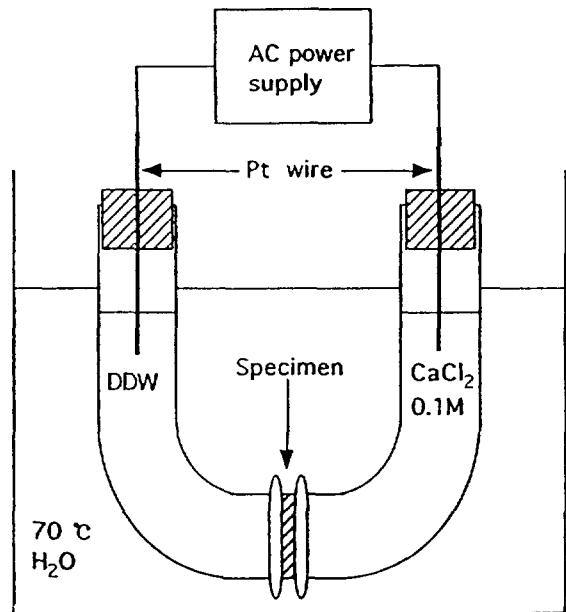 AC power
supply
Pt wire
Specimen
DDW
CaCl₂
0.1M
70 ℃
H₂O